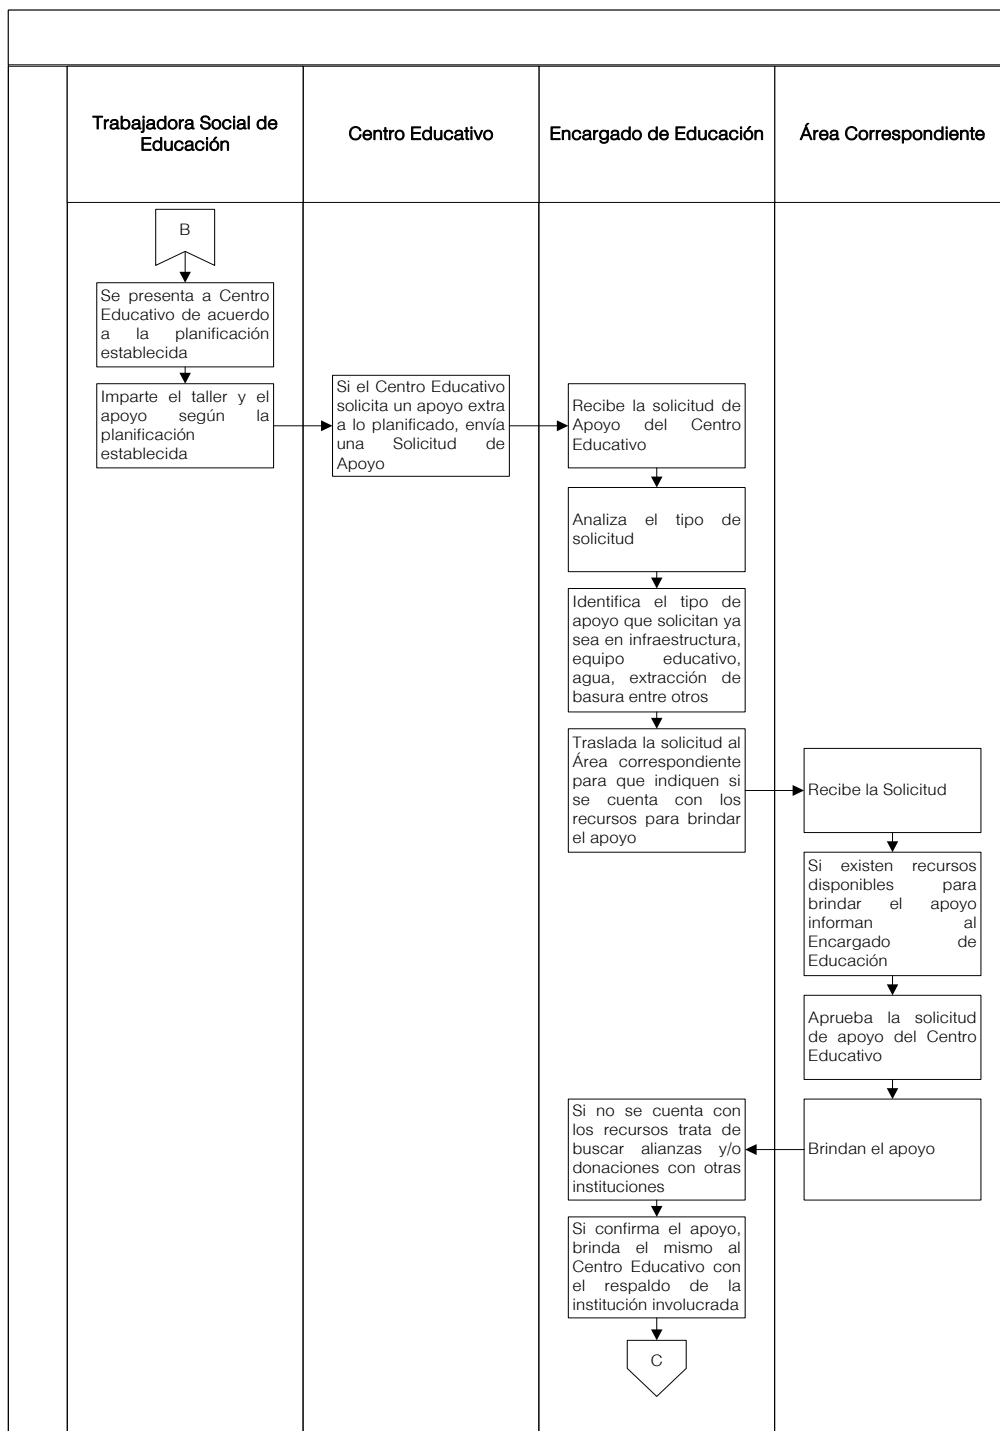 Trabajadora Social de
Educación
Centro Educativo
Encargado de Educación
Área Correspondiente
B
Se presenta a Centro
Educativo de acuerdo
a la planificación
establecida
Imparte el taller y el
apoyo según la
planificación
establecida
Si el Centro Educativo
solicita un apoyo extra
a lo planificado, envía
una Solicitud de
Apoyo
Recibe la solicitud de
Apoyo del Centro
Educativo
Analiza el tipo de
solicitud
Identifica el tipo de
apoyo que solicitan ya
sea en infraestructura,
equipo educativo,
agua, extracción de
basura entre otros
Traslada la solicitud al
Área correspondiente
para que indiquen si
se cuenta con los
recursos para brindar
el apoyo
Recibe la Solicitud
Si existen recursos
disponibles para
brindar el apoyo
informan al
Encargado de
Educación
Aprueba la solicitud
de apoyo del Centro
Educativo
Brindan el apoyo
Si no se cuenta con
los recursos trata de
buscar alianzas y/o
donaciones con otras
instituciones
Si confirma el apoyo,
brinda el mismo al
Centro Educativo con
el respaldo de la
institución involucrada
C